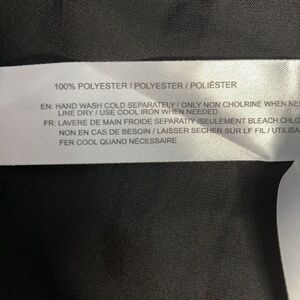 100% POLYESTER / POLYESTER / POLIÉSTER
EN: HAND WASH COLD SEPARATELY / ONLY NON CHOLRINE WHEN NE
LINE DRY / USE COOL IRON WHEN NEEDED
FR: LAVERE DE MAIN FROIDE SEPARATIY /SEULEMENT BLEACH CHLO
NON EN CAS DE BESOIN / LAISSER SECHER SUR LF FIL / UTILISA
FER COOL QUAND NÉCESSAIRE